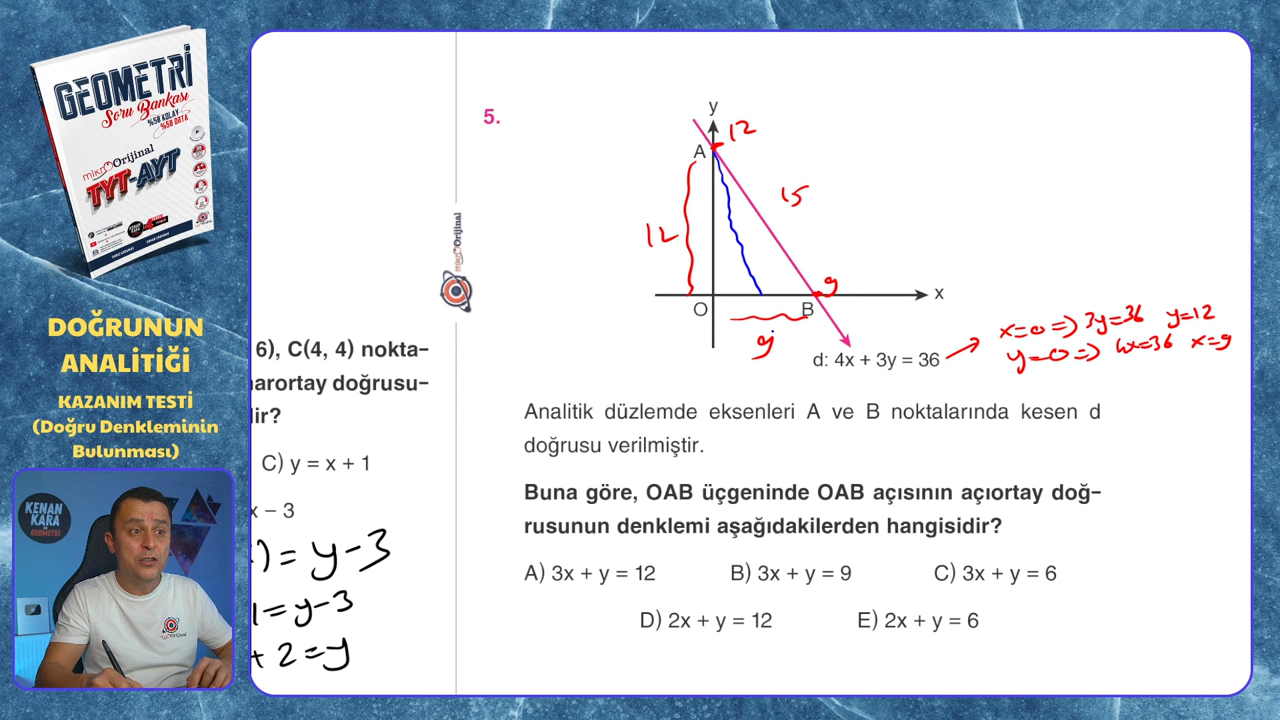 GEOMETRİ
Soru Bankası
%50 KOLAY
%50 ORTA
mikro Orijinal
TYT-AYT
DOĞRUNUN
ANALİTİĞİ
KAZANIM TESTİ
(Doğru Denkleminin
Bulunması)
KENAN
KARA
GEOMETRİ
6), C(4, 4) nokta-
arortay doğrusu-
dir?
C) y = x + 1
x – 3
) = y-3
1 = y-3
+ 2 = y
mikro Orijinal
5.
y
12
A
15
12
9
x
O
B
9
d: 4x + 3y = 36
x=0 => 3y=36 y=12
y=0 => 4x=36 x=9
Analitik düzlemde eksenleri A ve B noktalarında kesen d
doğrusu verilmiştir.
Buna göre, OAB üçgeninde OAB açısının açıortay doğ-
rusunun denklemi aşağıdakilerden hangisidir?
A) 3x + y = 12 B) 3x + y = 9 C) 3x + y = 6
D) 2x + y = 12 E) 2x + y = 6